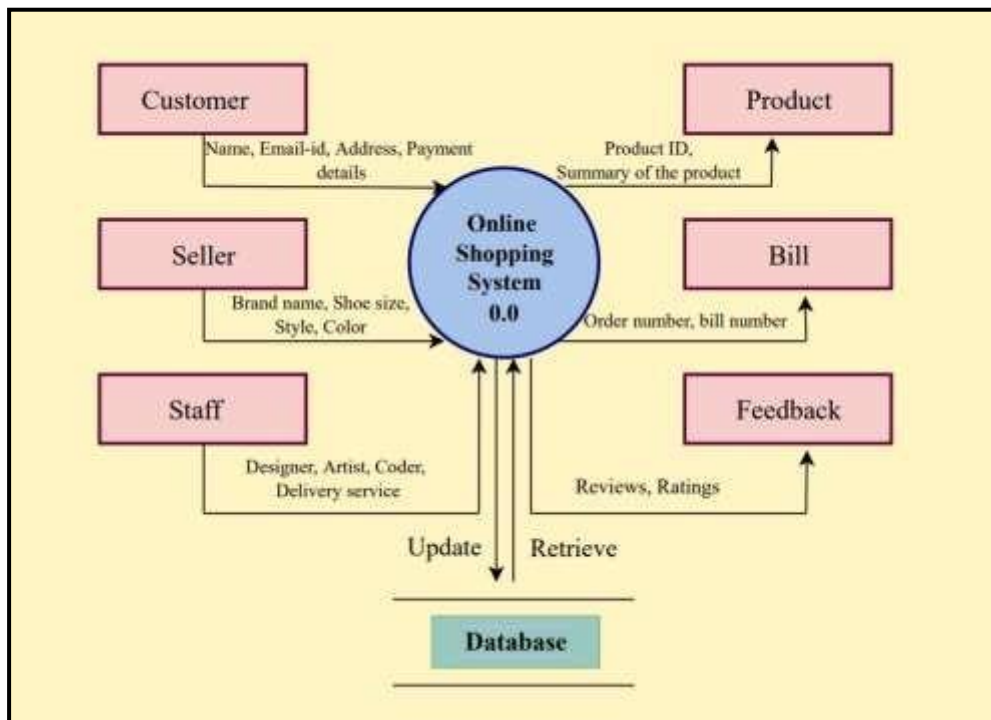 Customer
Product
Name, Email-id, Address, Payment
details
Product ID,
Summary of the product
Online
Shopping
System
0.0
Seller
Bill
Brand name, Shoe size,
Style, Color
Order number, bill number
Staff
Feedback
Designer, Artist, Coder,
Delivery service
Reviews, Ratings
Update
Retrieve
Database